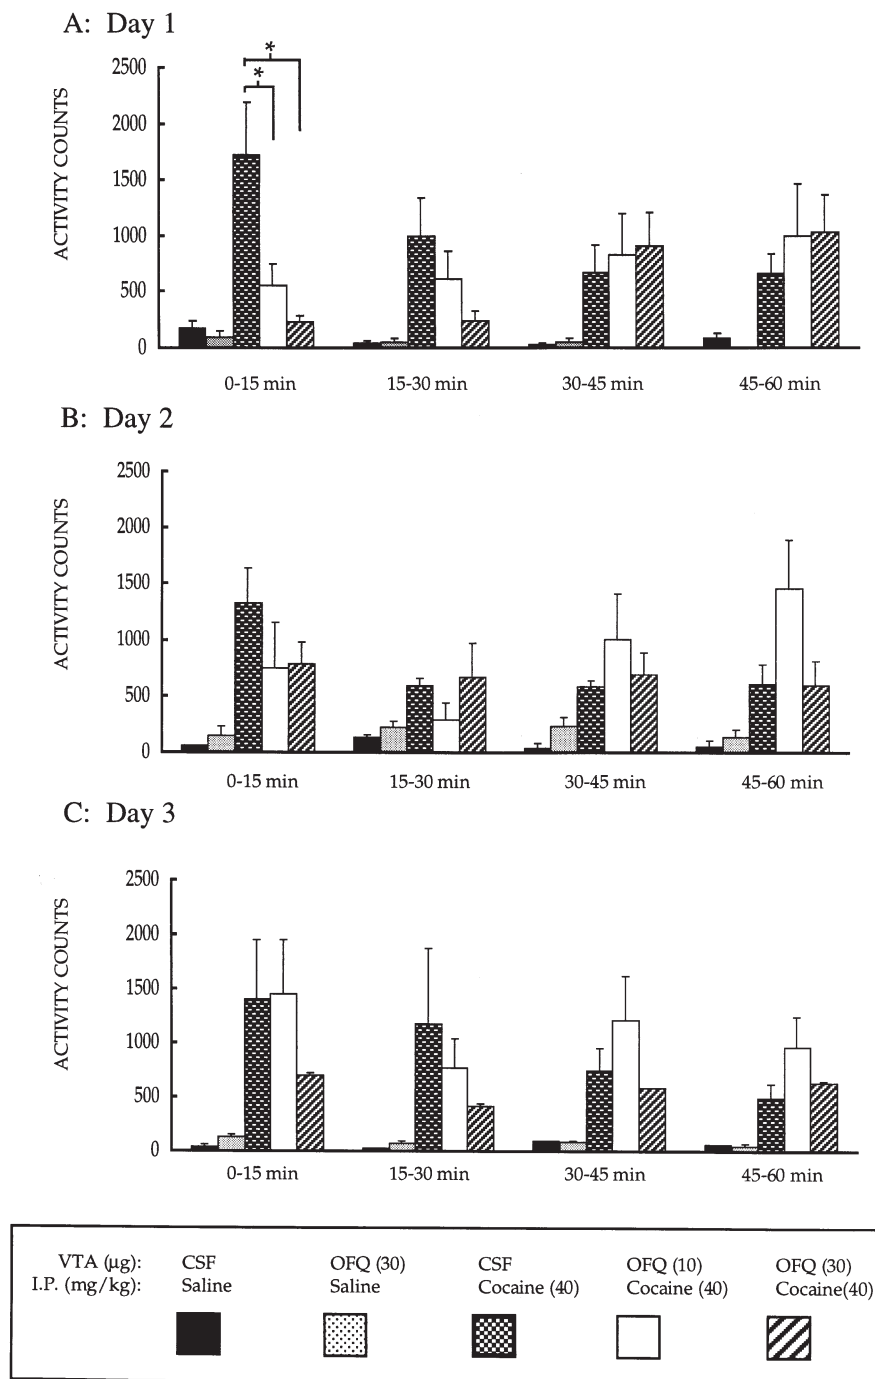 A: Day 1
ACTIVITY COUNTS
2500
2000
1500
1000
500
0
*
*
0-15 min 15-30 min 30-45 min 45-60 min
B: Day 2
ACTIVITY COUNTS
2500
2000
1500
1000
500
0
0-15 min 15-30 min 30-45 min 45-60 min
C: Day 3
ACTIVITY COUNTS
2500
2000
1500
1000
500
0
0-15 min 15-30 min 30-45 min 45-60 min
VTA (μg): CSF OFQ (30) CSF OFQ (10) OFQ (30)
I.P. (mg/kg): Saline Saline Cocaine (40) Cocaine (40) Cocaine(40)